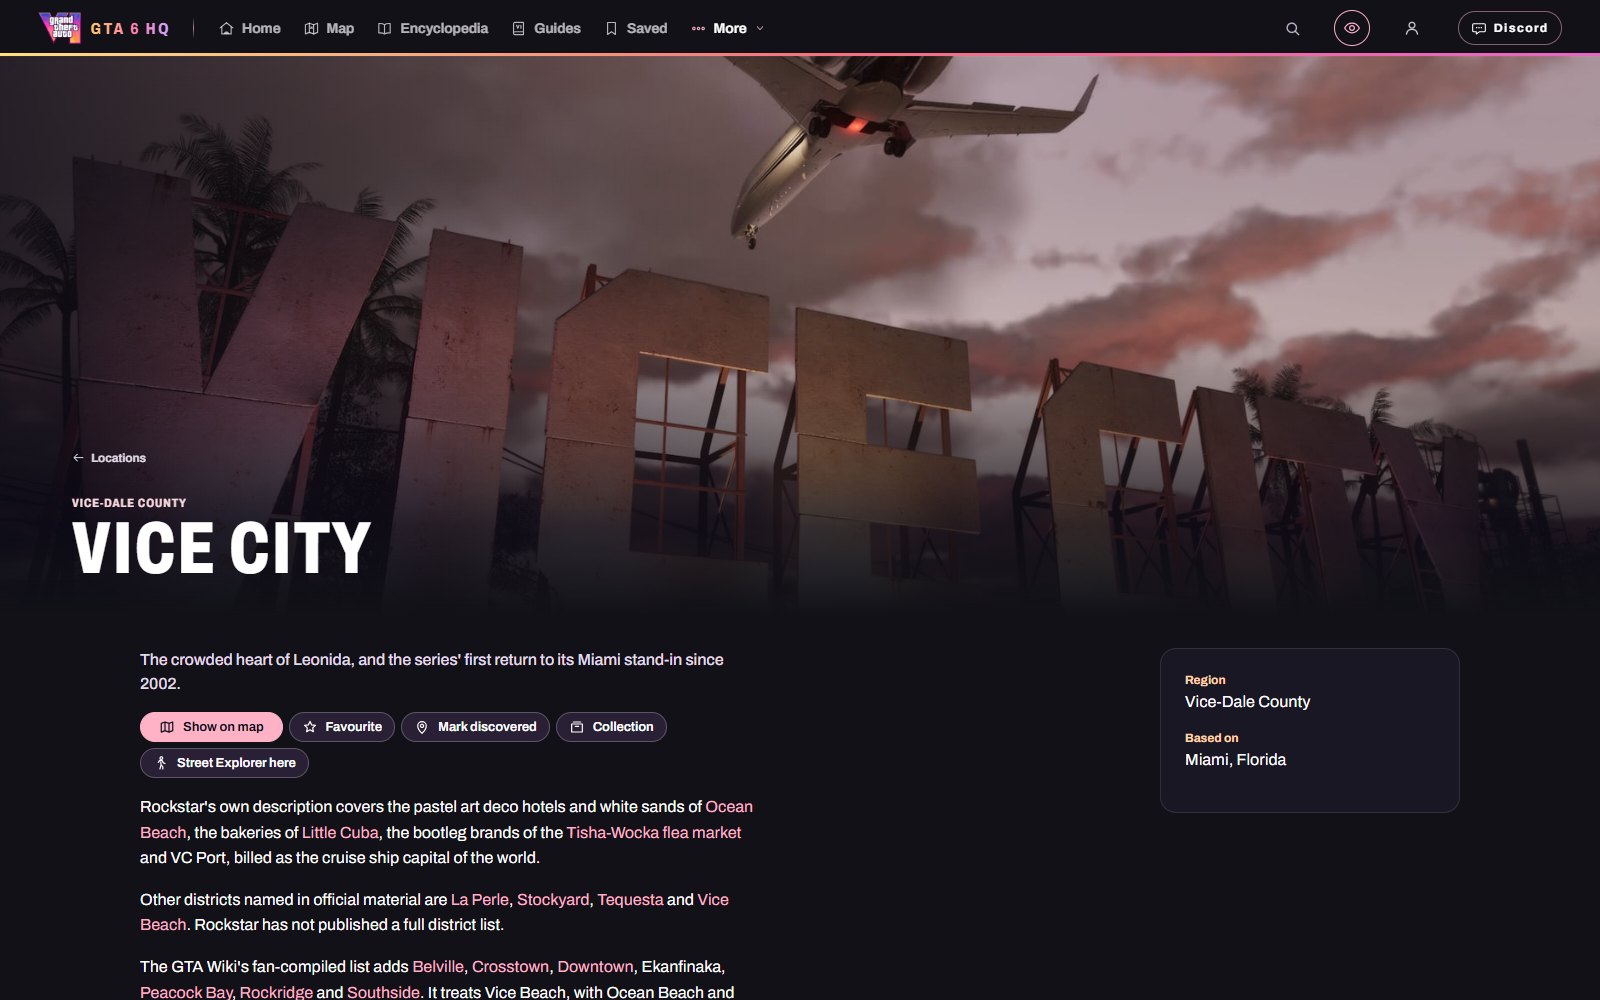 grand theft auto
VI
GTA 6 HQ
Home
Map
Encyclopedia
Guides
Saved
More
Discord
VICE CITY
Locations
VICE-DALE COUNTY
VICE CITY
The crowded heart of Leonida, and the series' first return to its Miami stand-in since
2002.
Show on map
Favourite
Mark discovered
Collection
Street Explorer here
Rockstar's own description covers the pastel art deco hotels and white sands of Ocean
Beach, the bakeries of Little Cuba, the bootleg brands of the Tisha-Wocka flea market
and VC Port, billed as the cruise ship capital of the world.
Other districts named in official material are La Perle, Stockyard, Tequesta and Vice
Beach. Rockstar has not published a full district list.
The GTA Wiki's fan-compiled list adds Belville, Crosstown, Downtown, Ekanfinaka,
Peacock Bay, Rockridge and Southside. It treats Vice Beach, with Ocean Beach and
Region
Vice-Dale County
Based on
Miami, Florida